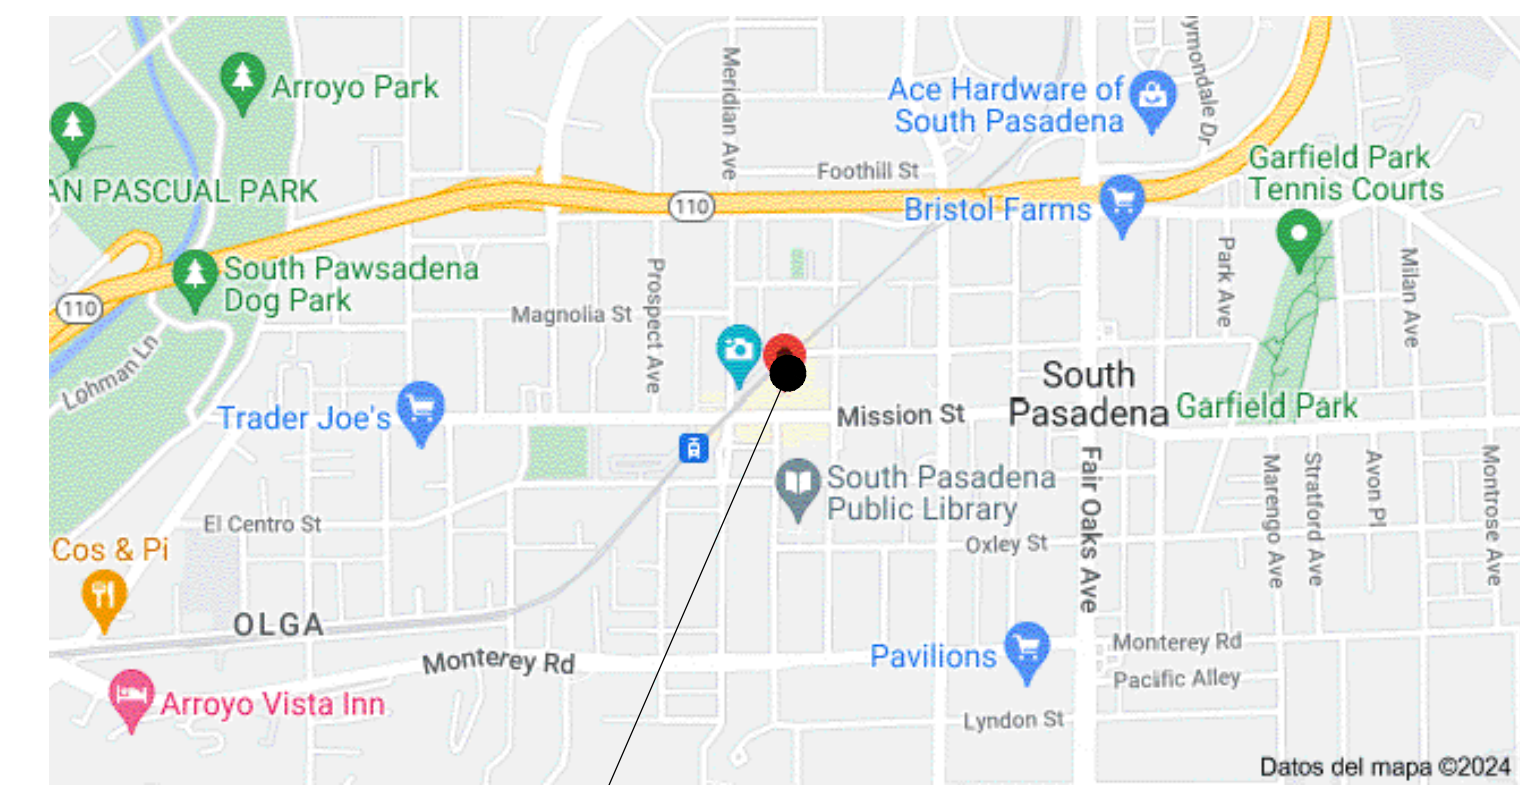 Arroyo Park
AN PASCUAL PARK
Meridian Ave
Ace Hardware of
South Pasadena
ymondale Dr
Foothill St
Garfield Park
Tennis Courts
110
Bristol Farms
South Pawsadena
Dog Park
110
Lohman Ln
Magnolia St
Prospect Ave
Park Ave
Milan Ave
Trader Joe's
Mission St
South
Pasadena
Garfield Park
South Pasadena
Public Library
El Centro St
Cos & Pi
Oxley St
Fair Oaks Ave
Marengo Ave
Stratford Ave
Avon Pl
Montrose Ave
OLGA
Monterey Rd
Pavilions
Monterey Rd
Pacific Alley
Arroyo Vista Inn
Lyndon St
Datos del mapa ©2024